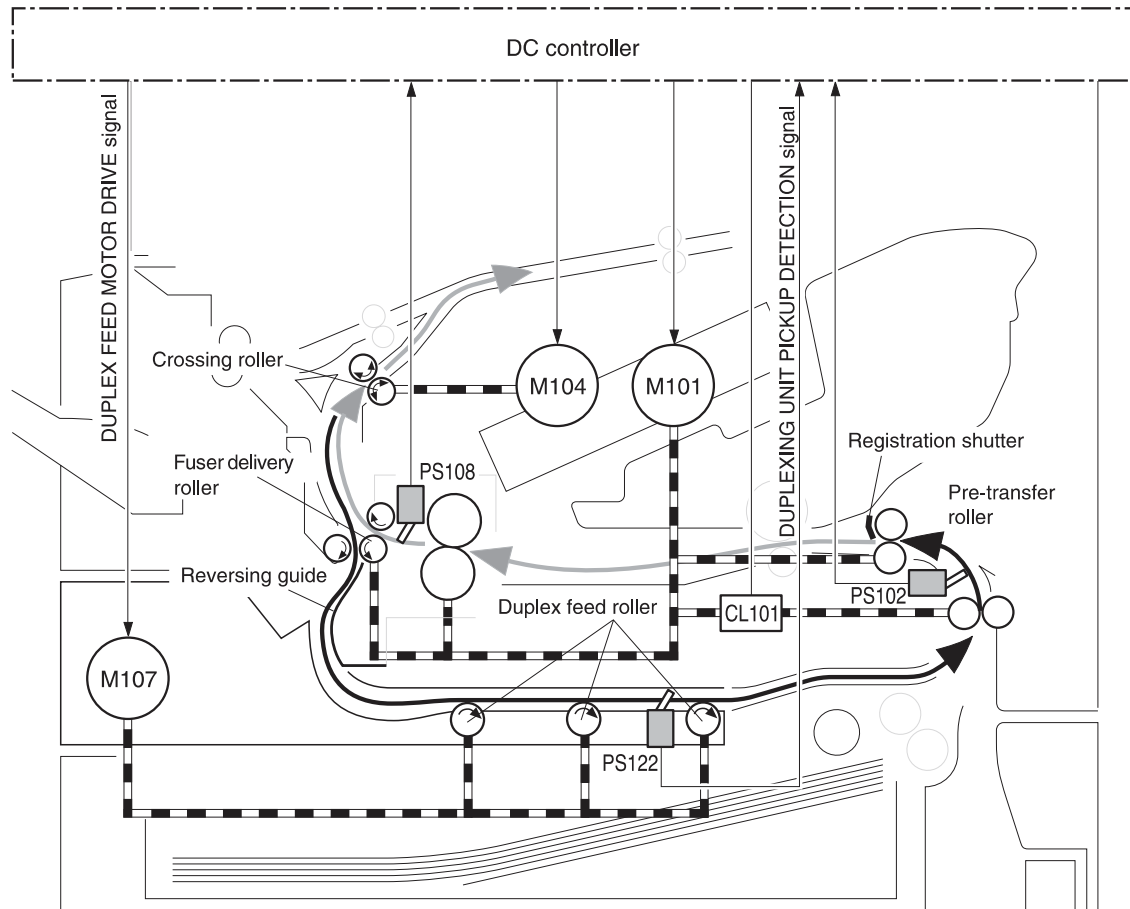 DC controller
DUPLEX FEED MOTOR DRIVE signal
DUPLEXING UNIT PICKUP DETECTION signal
Crossing roller
M104
M101
Registration shutter
Fuser delivery
roller
PS108
Pre-transfer
roller
Reversing guide
PS102
Duplex feed roller
CL101
M107
PS122